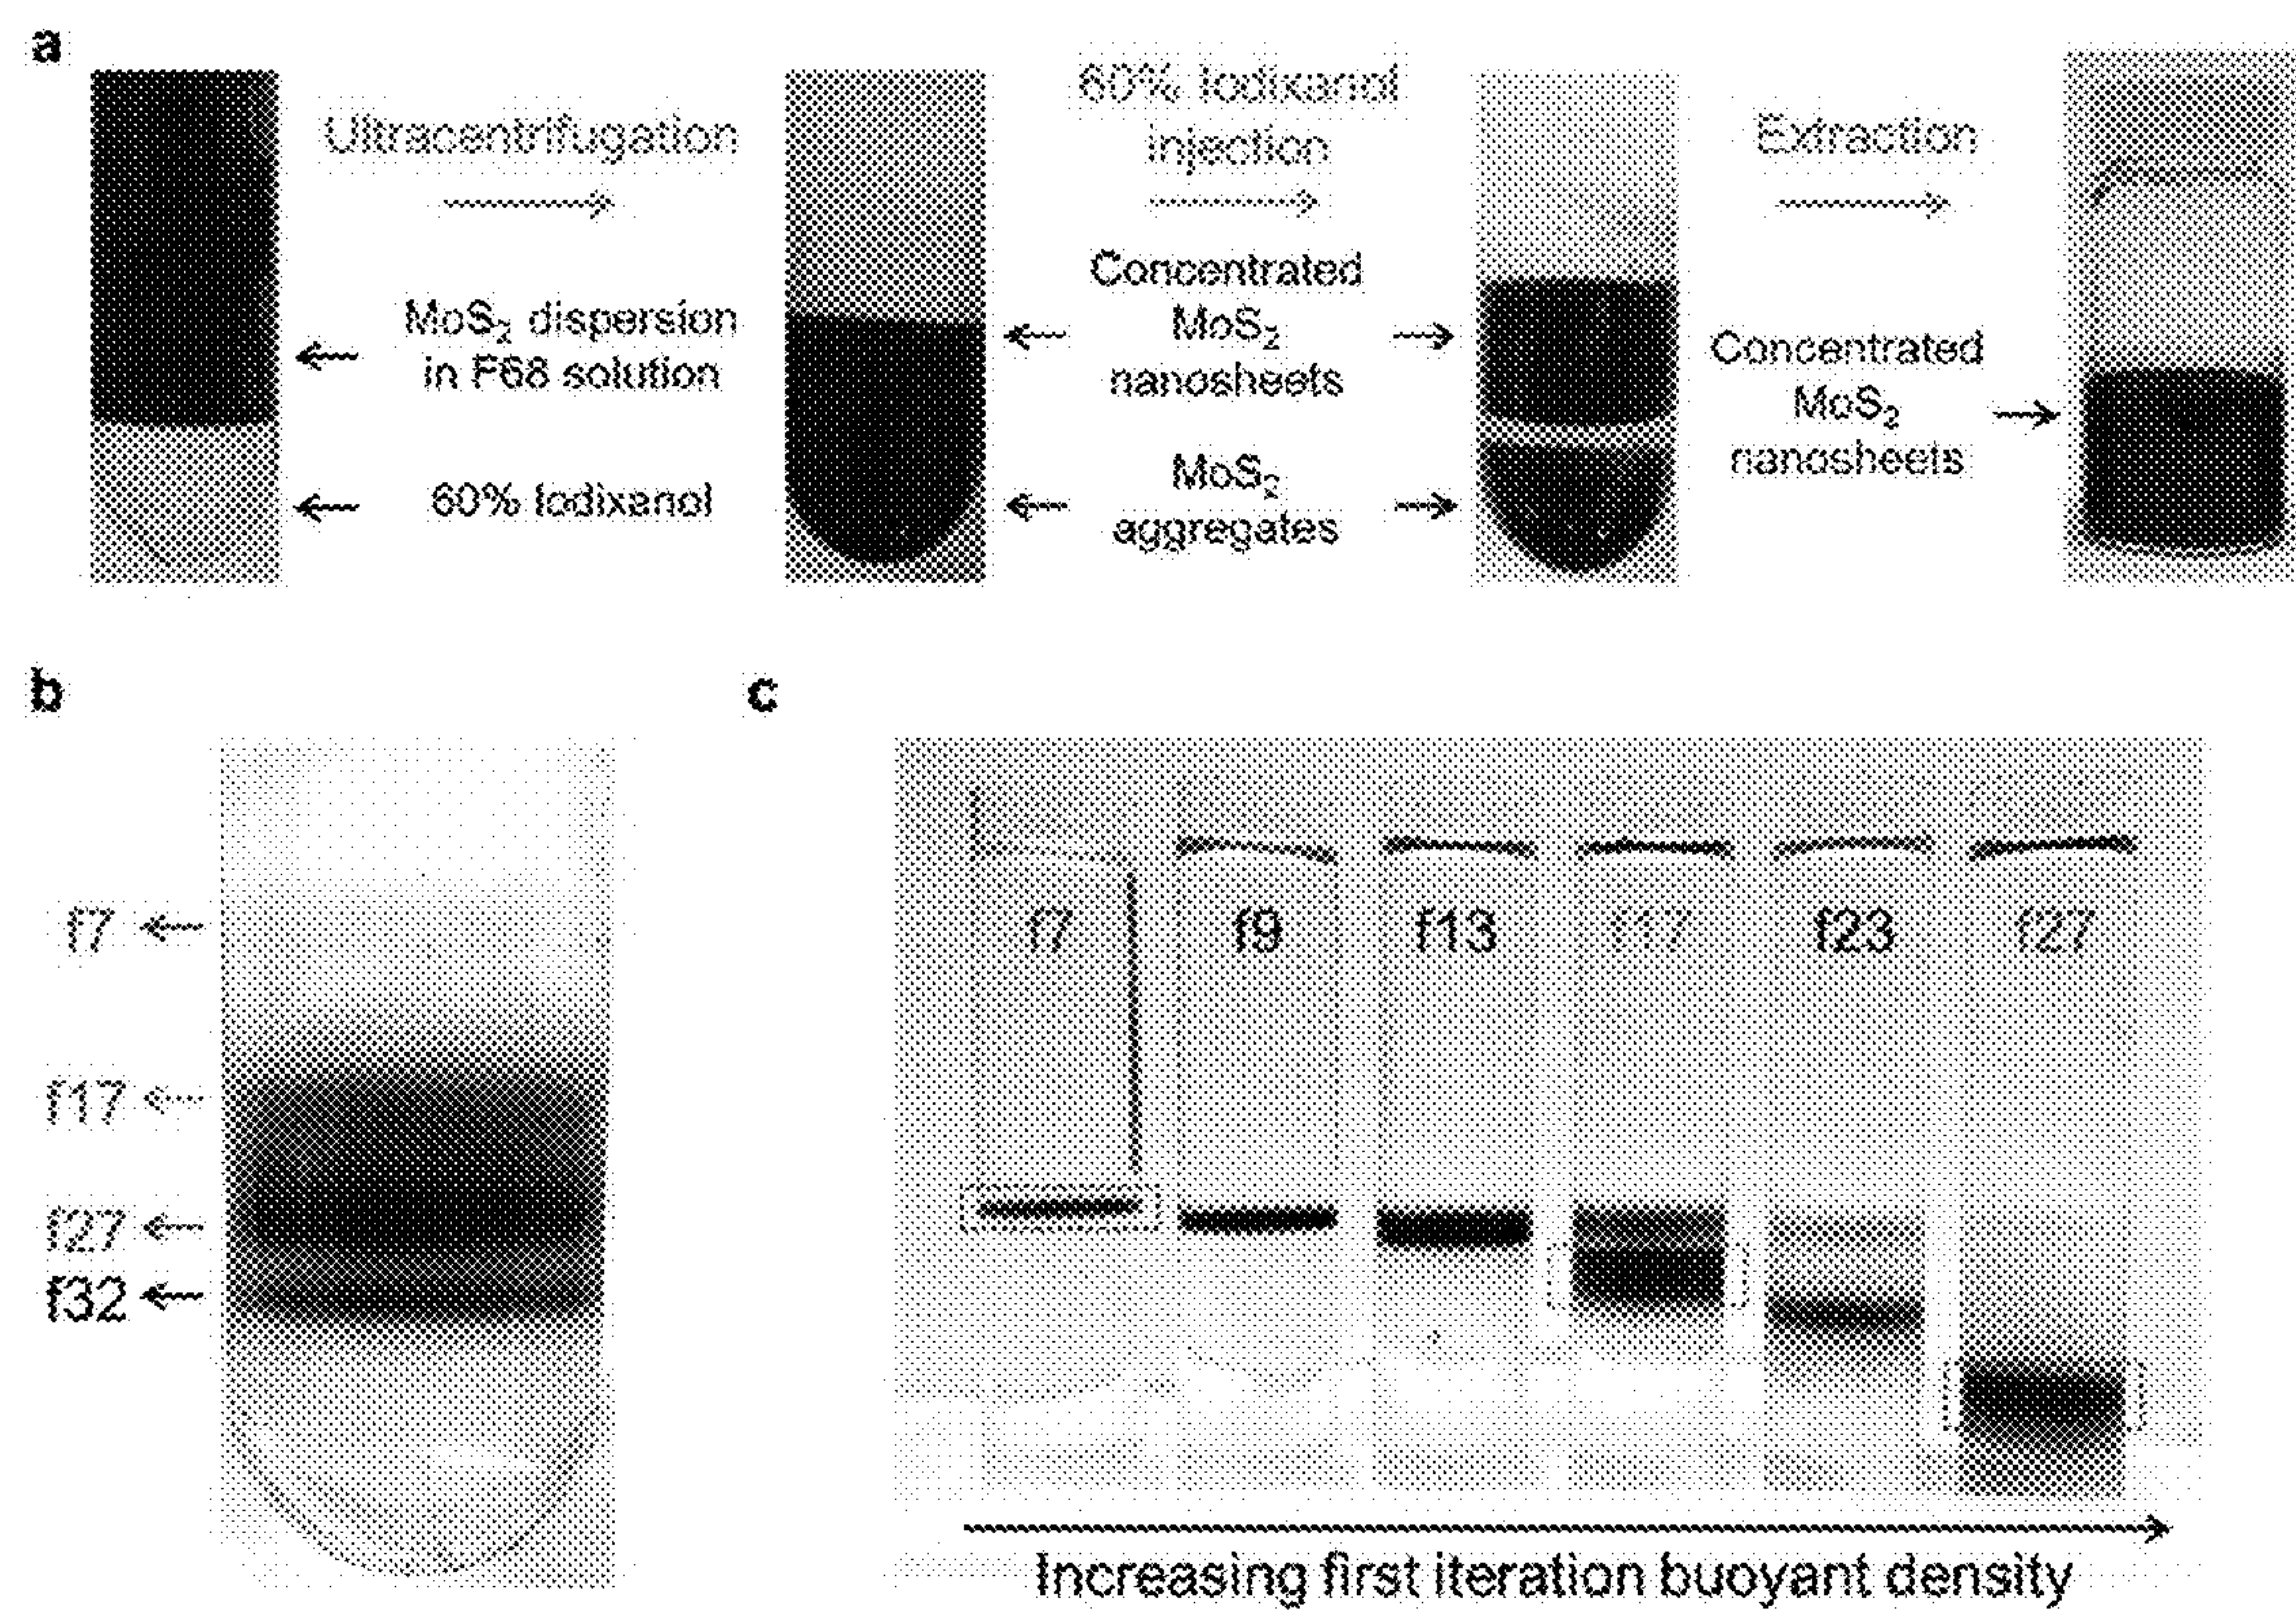 a
Ultracentrifugation
60% Iodixanol
injection
Extraction
MoS2 dispersion
in F68 solution
60% Iodixanol
Concentrated
MoS2
nanosheets
MoS2
aggregates
Concentrated
MoS2
nanosheets
b
f7
f17
f27
f32
c
f7 f9 f13 f17 f23 f27
Increasing first iteration buoyant density